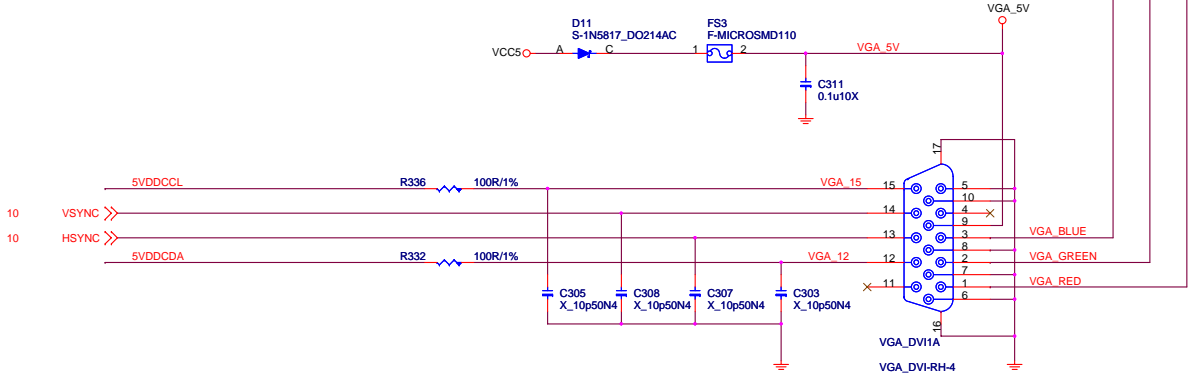 VGA_5V
D11
S-1N5817_DO214AC
FS3
F-MICROSMD110
VCC5
A
C
1
2
VGA_5V
C311
0.1u10X
17
5VDDCCL
R336
100R/1%
VGA_15
15
5
10
10
VSYNC
14
4
9
10
HSYNC
13
3
VGA_BLUE
8
5VDDCDA
R332
100R/1%
VGA_12
12
2
VGA_GREEN
7
11
1
VGA_RED
6
C305
X_10p50N4
C308
X_10p50N4
C307
X_10p50N4
C303
X_10p50N4
16
VGA_DVI1A
VGA_DVI-RH-4